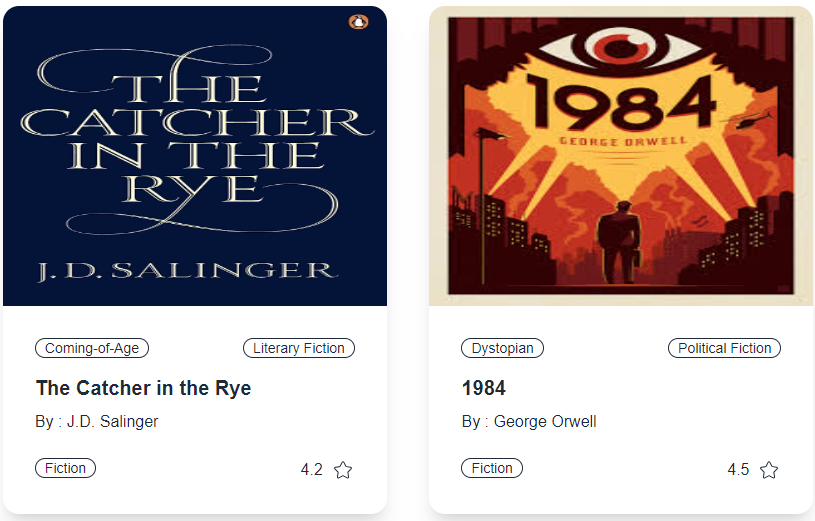 THE
CATCHER
IN THE
RYE
J.D. SALINGER
Coming-of-Age
Literary Fiction
The Catcher in the Rye
By : J.D. Salinger
Fiction
4.2
1984
GEORGE ORWELL
Dystopian
Political Fiction
1984
By : George Orwell
Fiction
4.5